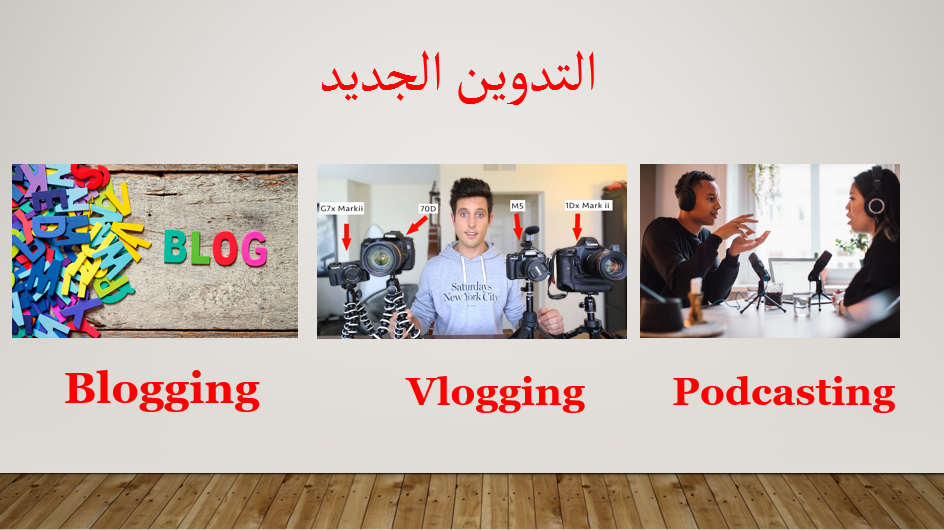 التدوين الجديد
BLOG
G7x Markii
70D
M5
1Dx Mark ii
Saturdays
New York City
Blogging
Vlogging
Podcasting